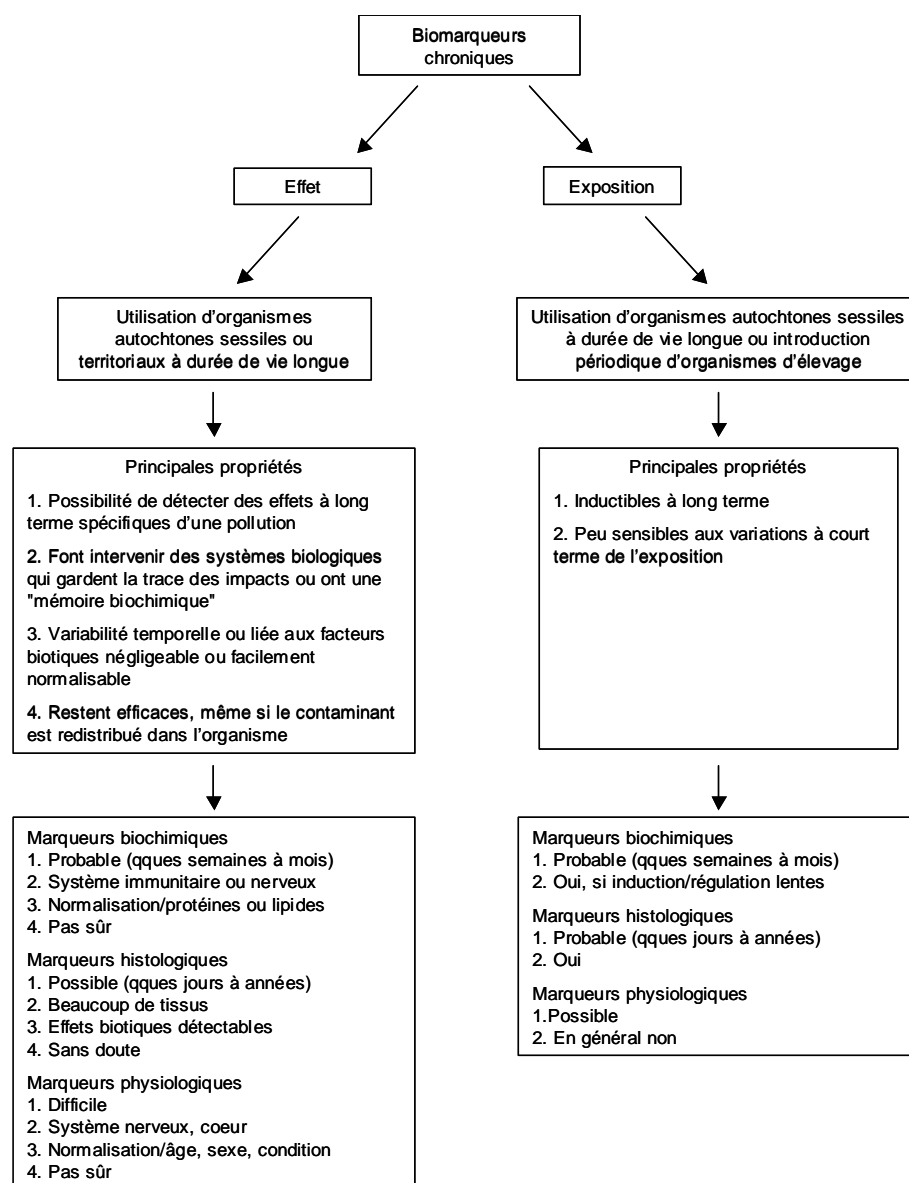 Biomarqueurs
chroniques
Effet
Exposition
Utilisation d'organismes
autochtones sessiles ou
territoriaux à durée de vie longue
Utilisation d'organismes autochtones sessiles
à durée de vie longue ou introduction
périodique d'organismes d'élevage
Principales propriétés
1. Possibilité de détecter des effets à long
terme spécifiques d'une pollution
2. Font intervenir des systèmes biologiques
qui gardent la trace des impacts ou ont une
"mémoire biochimique"
3. Variabilité temporelle ou liée aux facteurs
biotiques négligeable ou facilement
normalisable
4. Restent efficaces, même si le contaminant
est redistribué dans l'organisme
Principales propriétés
1. Inductibles à long terme
2. Peu sensibles aux variations à court
terme de l'exposition
Marqueurs biochimiques
1. Probable (qques semaines à mois)
2. Système immunitaire ou nerveux
3. Normalisation/protéines ou lipides
4. Pas sûr
Marqueurs histologiques
1. Possible (qques jours à années)
2. Beaucoup de tissus
3. Effets biotiques détectables
4. Sans doute
Marqueurs physiologiques
1. Difficile
2. Système nerveux, coeur
3. Normalisation/âge, sexe, condition
4. Pas sûr
Marqueurs biochimiques
1. Probable (qques semaines à mois)
2. Oui, si induction/régulation lentes
Marqueurs histologiques
1. Probable (qques jours à années)
2. Oui
Marqueurs physiologiques
1.Possible
2. En général non